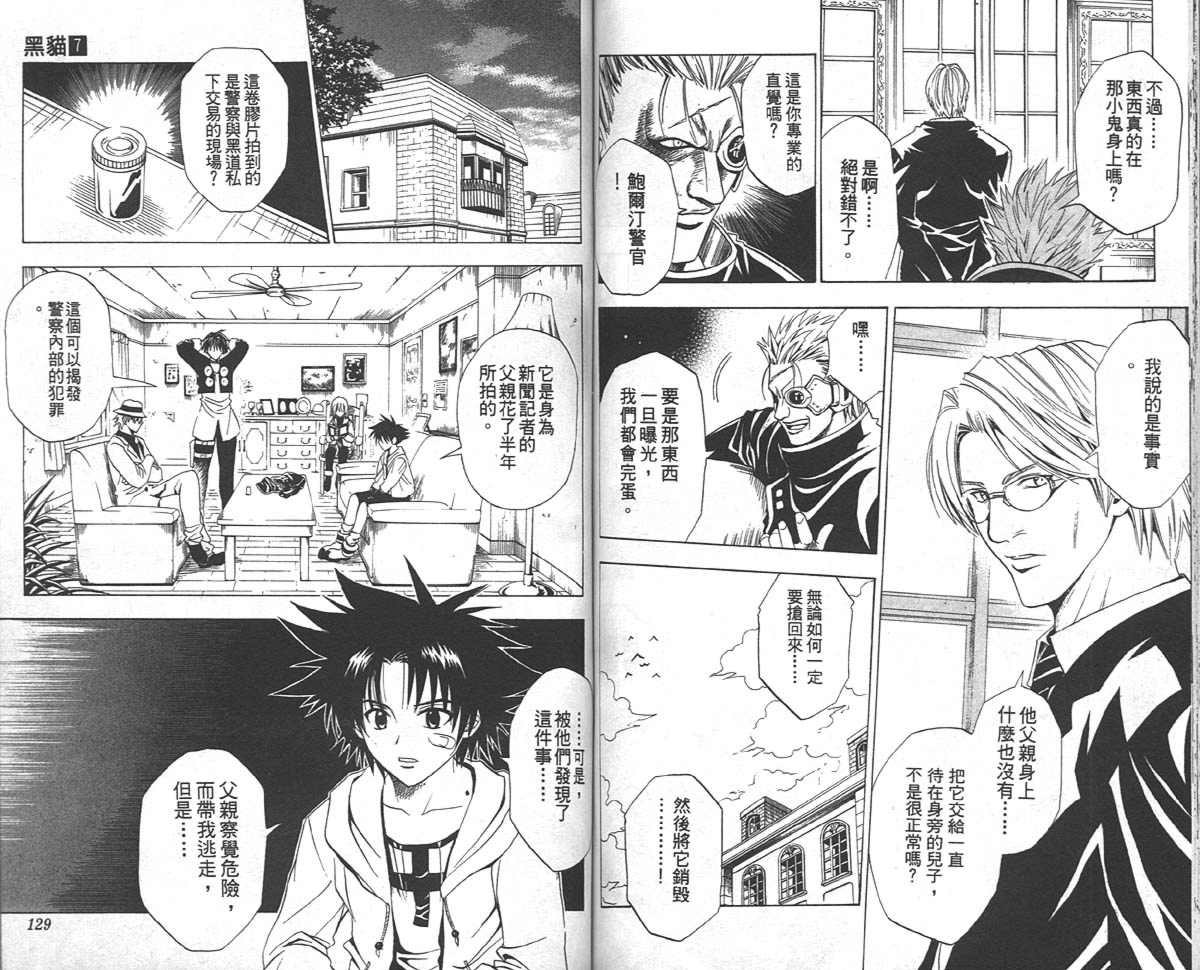 不過……
東西真的在
那小鬼身上嗎?
是啊……
絕對錯不了。
這是你專業的
直覺嗎?
鮑爾汀警官
!
我說的是事實
。
他父親身上
什麼也沒有……
把它交給一直
待在身旁的兒子,
不是很正常嗎?
嘿……
要是那東西
一旦曝光,
我們都會完蛋。
無論如何一定
要搶回來……
然後將它銷毀
…………!
黑貓7
這卷膠片拍到的
是警察與黑道私
下交易的現場?
它是身為
新聞記者的
父親花了半年
所拍的。
這個可以揭發
警察內部的犯罪
。
……可是,
被他們發現了
這件事……
父親察覺危險,
而帶我逃走,
但是……
129